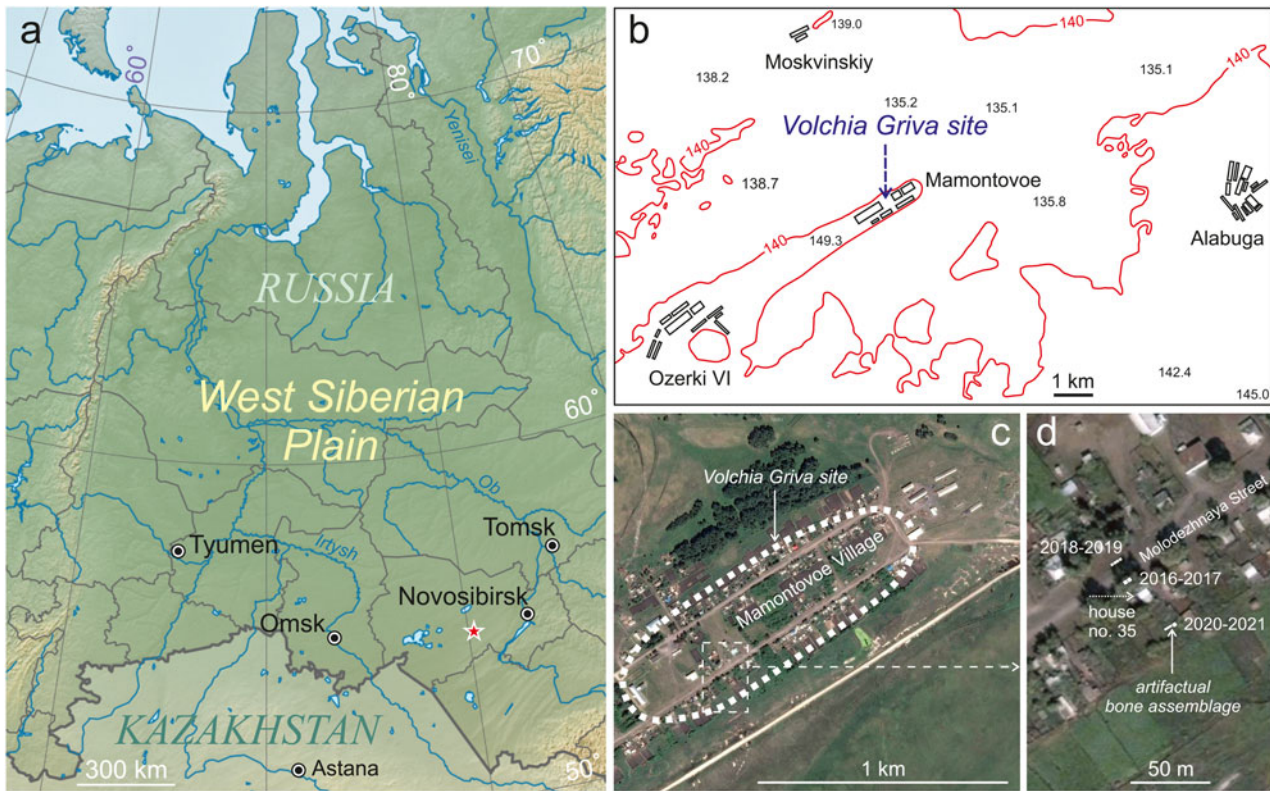 a
60°
80°
70°
Yenisei
RUSSIA
West Siberian
Plain
60°
Ob
Tomsk
Tyumen
Irtysh
Novosibirsk
Omsk
KAZAKHSTAN
300 km
Astana
50°
b
139.0
140
Moskvinskiy
138.2
135.1
140
135.2
135.1
Volchia Griva site
140
138.7
Mamontovoe
135.8
Alabuga
140
149.3
Ozerki VI
1 km
142.4
145.0
c
Volchia Griva site
Mamontovoe Village
1 km
d
Molodezhnaya Street
2018-2019
2016-2017
house
no. 35
2020-2021
artifactual
bone assemblage
50 m